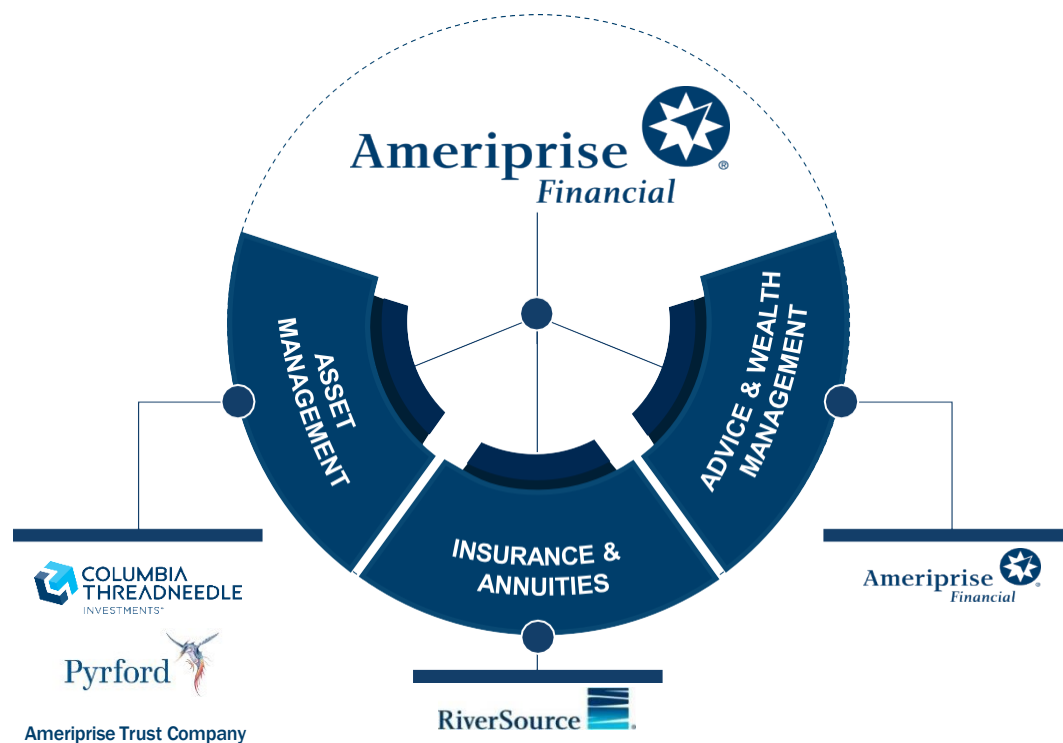 Ameriprise
®
Financial
ASSET
MANAGEMENT
ADVICE & WEALTH
MANAGEMENT
INSURANCE &
ANNUITIES
COLUMBIA
THREADNEEDLE
INVESTMENTS
Pyrford
Ameriprise Trust Company
RiverSource
Ameriprise
Financial